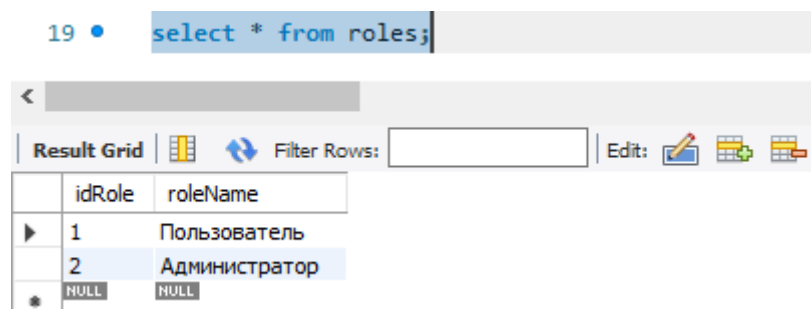 19 select * from roles;
Result Grid Filter Rows: Edit:
idRole roleName
1 Пользователь
2 Администратор
NULL NULL